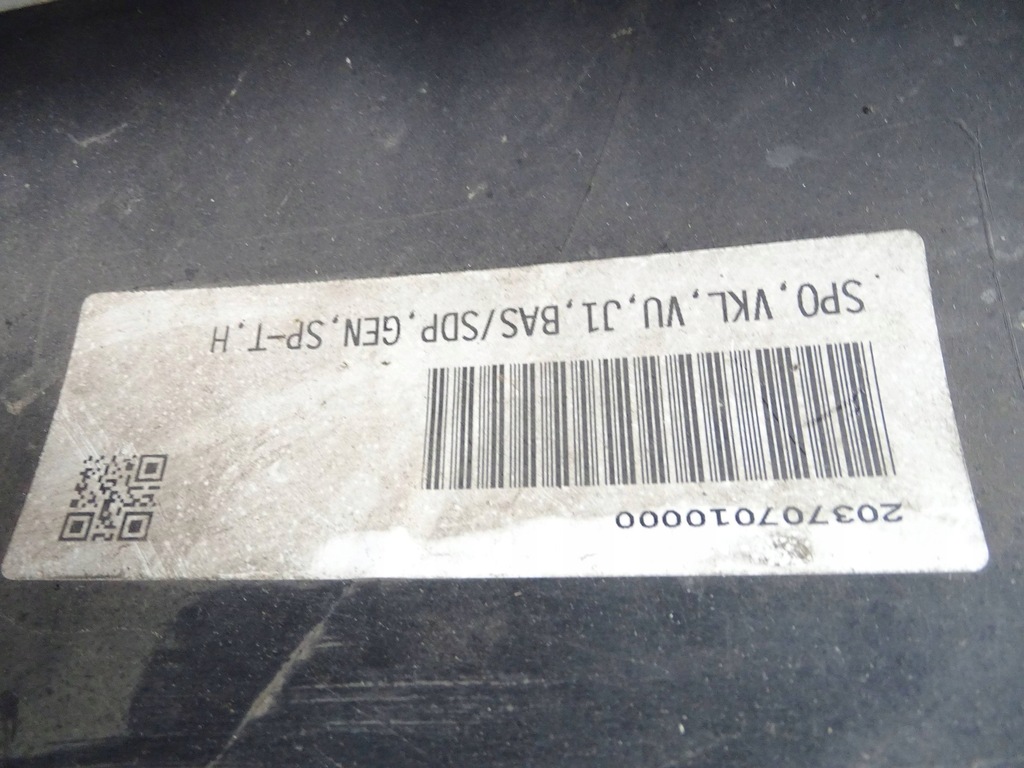 203707010000
SPO,VKL,VU,J1,BAS/SDP,GEN,SP-T,H